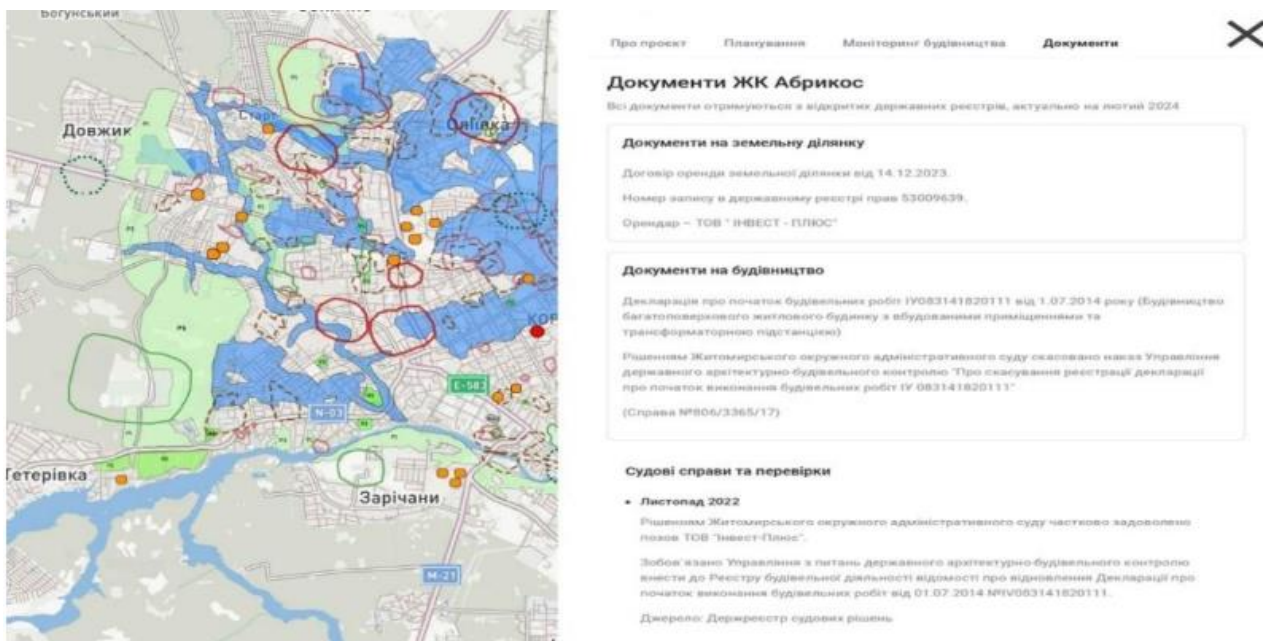 Богунський
Довжик
Оліївка
E-583
N-03
Тетерівка
Зарічани
M-21
Про проєкт Планування Моніторинг будівництва Документи
Документи ЖК Абрикос
Всі документи отримуються з відкритих державних реєстрів, актуально на лютий 2024
Документи на земельну ділянку
Договір оренди земельної ділянки від 14.12.2023.
Номер запису в державному реєстрі прав 53009639.
Орендар – ТОВ " ІНВЕСТ - ПЛЮС"
Документи на будівництво
Декларація про початок будівельних робіт ІУ083141820111 від 1.07.2014 року (Будівництво
багатоповерхового житлового будинку з вбудованими приміщеннями та
трансформаторною підстанцією)
Рішенням Житомирського окружного адміністративного суду скасовано наказ Управління
державного архітектурно-будівельного контролю "Про скасування реєстрації декларації
про початок виконання будівельних робіт ІУ 083141820111"
(Справа №806/3365/17)
Судові справи та перевірки
• Листопад 2022
Рішенням Житомирського окружного адміністративного суду частково задоволено
позов ТОВ "Інвест-Плюс".
Зобов'язано Управління з питань державного архітектурно-будівельного контролю
внести до Реєстру будівельної діяльності відомості про відновлення Декларації про
початок виконання будівельних робіт від 01.07.2014 №IV083141820111.
Джерело: Держреєстр судових рішень